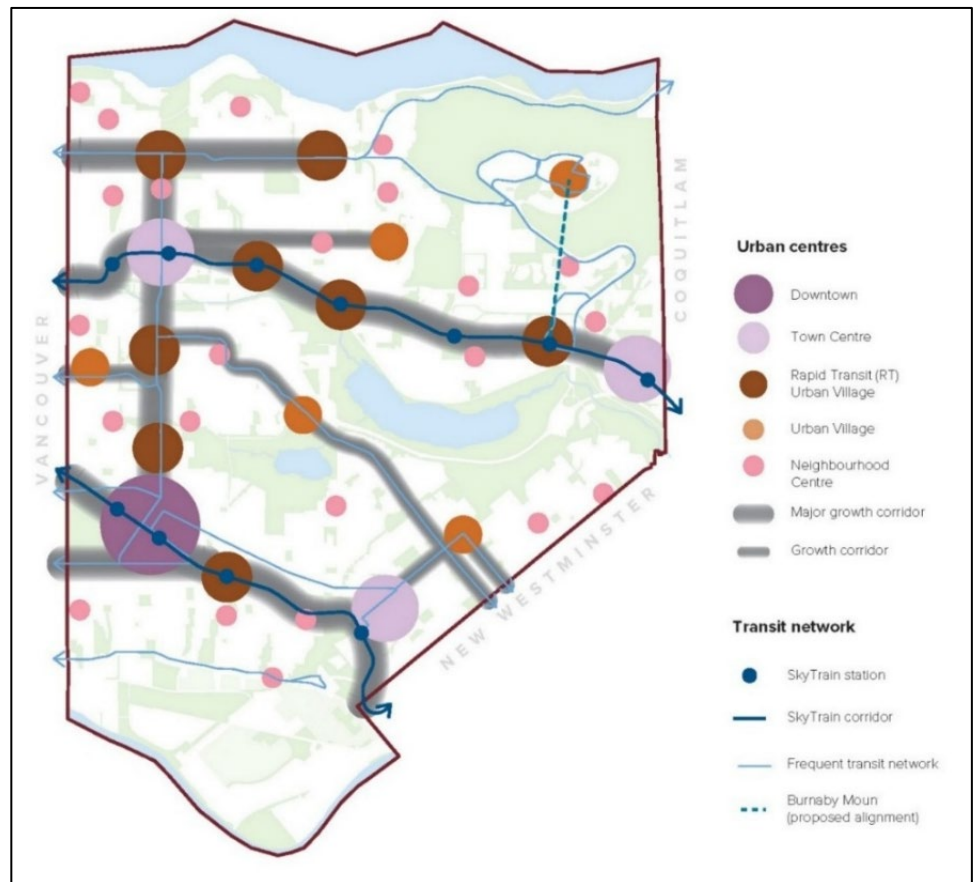 VANCOUVER
COQUITLAM
NEW WESTMINSTER
Urban centres
Downtown
Town Centre
Rapid Transit (RT)
Urban Village
Urban Village
Neighbourhood
Centre
Major growth corridor
Growth corridor
Transit network
SkyTrain station
SkyTrain corridor
Frequent transit network
Burnaby Moun
(proposed alignment)